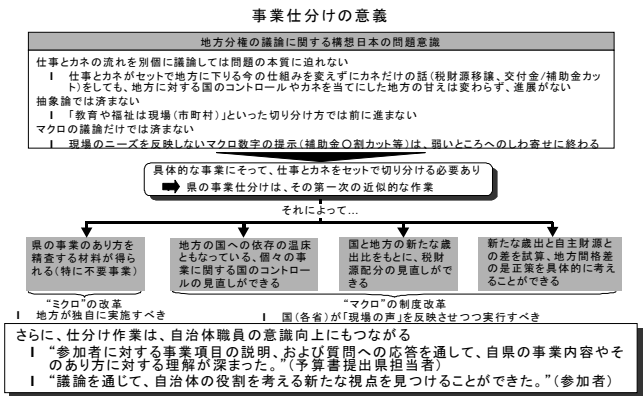 事業仕分けの意義
地方分権の議論に関する構想日本の問題意識
仕事とカネの流れを別個に議論しては問題の本質に迫れない
l 仕事とカネがセットで地方に下りる今の仕組みを変えずにカネだけの話(税財源移譲、交付金/補助金カッ
ト)をしても、地方に対する国のコントロールやカネを当てにした地方の甘えは変わらず、進展がない
抽象論では済まない
l 「教育や福祉は現場(市町村)」といった切り分け方では前に進まない
マクロの議論だけでは済まない
l 現場のニーズを反映しないマクロ数字の提示(補助金〇割カット等)は、弱いところへのしわ寄せに終わる
具体的な事業にそって、仕事とカネをセットで切り分ける必要あり
県の事業仕分けは、その第一次の近似的な作業
それによって…
県の事業のあり方を
精査する材料が得
られる(特に不要事業)
地方の国への依存の温床
ともなっている、個々の事
業に関する国のコントロー
ルの見直しができる
国と地方の新たな歳
出比をもとに、税財
源配分の見直しがで
きる
新たな歳出と自主財源と
の差を試算、地方間格差
の是正策を具体的に考え
ることができる
“ミクロ”の改革
l 地方が独自に実施すべき
“マクロ”の制度改革
l 国(各省)が「現場の声」を反映させつつ実行すべき
さらに、仕分け作業は、自治体職員の意識向上にもつながる
l “参加者に対する事業項目の説明、および質問への応答を通して、自県の事業内容やそ
のあり方に対する理解が深まった。”(予算書提出県担当者)
l “議論を通じて、自治体の役割を考える新たな視点を見つけることができた。”(参加者)